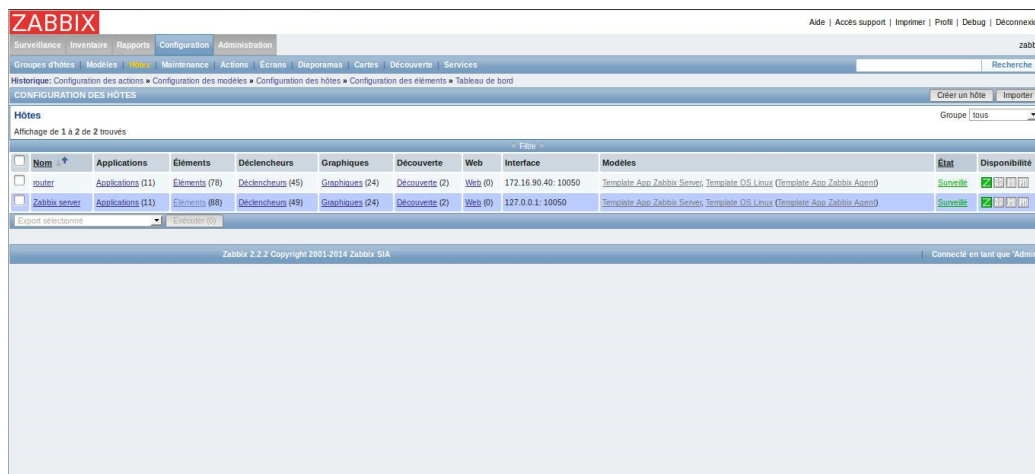 ZABBIX
Aide | Accès support | Imprimer | Profil | Debug | Déconnexio
Surveillance Inventaire Rapports Configuration Administration zabb
Groupes d'hôtes | Modèles | Hôtes | Maintenance | Actions | Écrans | Diaporamas | Cartes | Découverte | Services Recherche
Historique: Configuration des actions » Configuration des modèles » Configuration des hôtes » Configuration des éléments » Tableau de bord
CONFIGURATION DES HÔTES Créer un hôte Importer
Hôtes Groupe tous
Affichage de 1 à 2 de 2 trouvés
Filtre
Nom Applications Éléments Déclencheurs Graphiques Découverte Web Interface Modèles État Disponibilité
router Applications (11) Éléments (78) Déclencheurs (45) Graphiques (24) Découverte (2) Web (0) 172.16.90.40: 10050 Template App Zabbix Server, Template OS Linux (Template App Zabbix Agent) Surveillé Z
Zabbix server Applications (11) Éléments (88) Déclencheurs (49) Graphiques (24) Découverte (2) Web (0) 127.0.0.1: 10050 Template App Zabbix Server, Template OS Linux (Template App Zabbix Agent) Surveillé Z
Export sélectionné Exécuter (0)
Zabbix 2.2.2 Copyright 2001-2014 Zabbix SIA | Connecté en tant que 'Admi